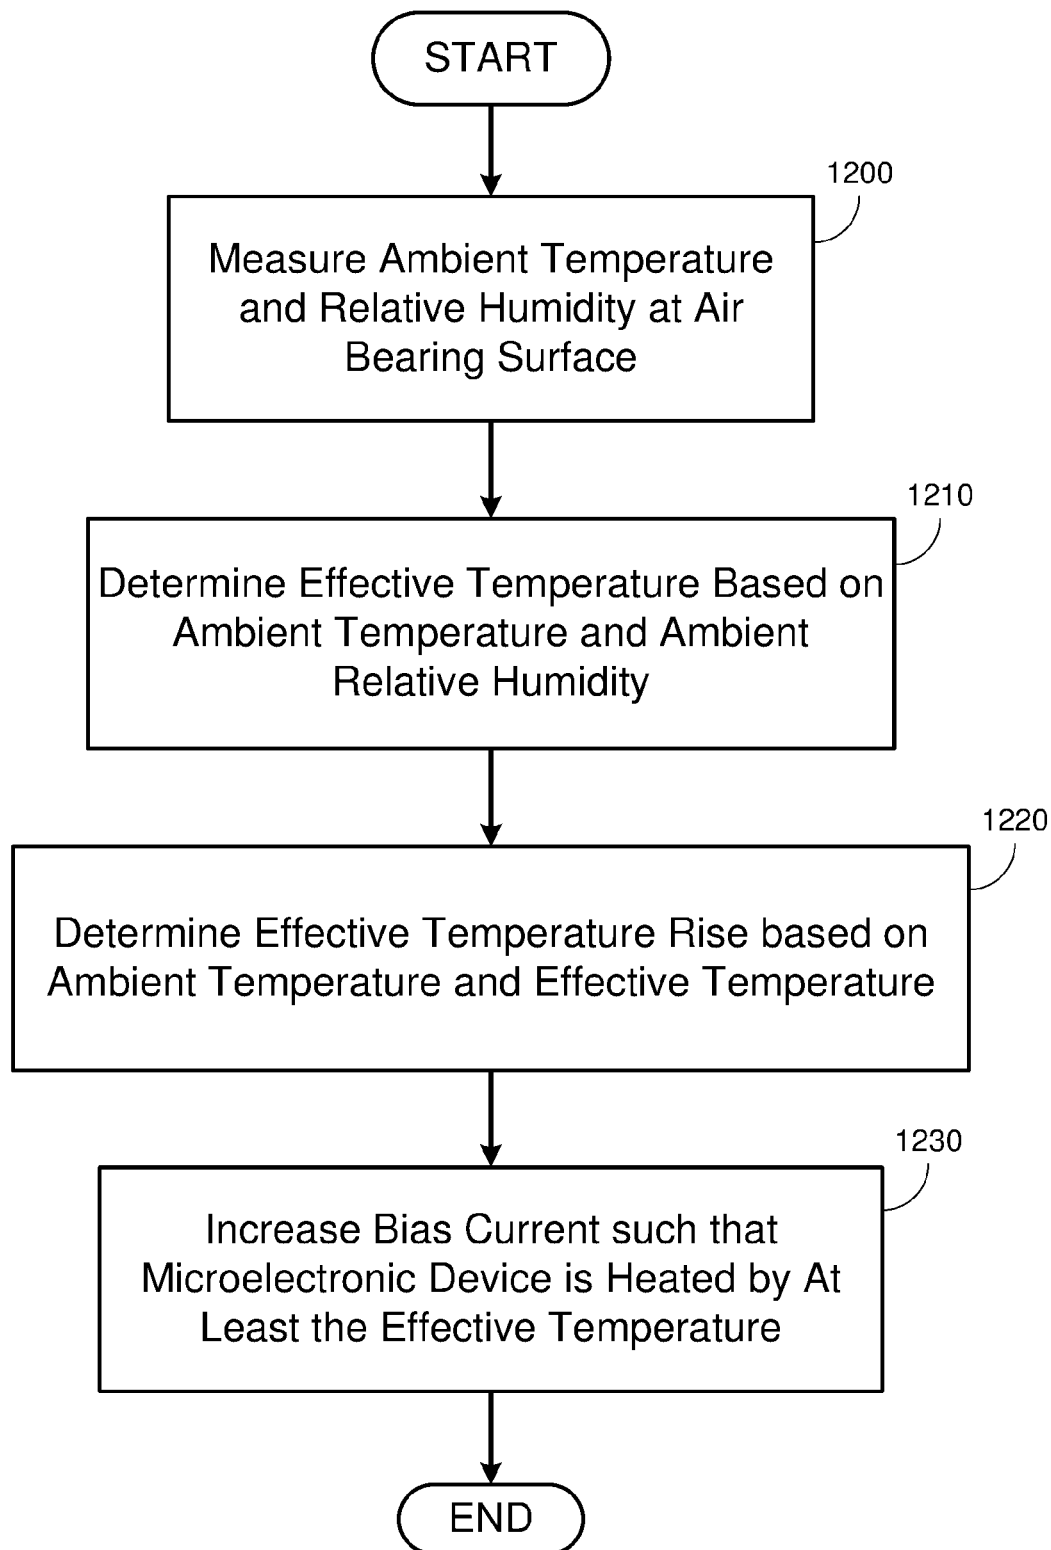 START
1200
Measure Ambient Temperature
and Relative Humidity at Air
Bearing Surface
1210
Determine Effective Temperature Based on
Ambient Temperature and Ambient
Relative Humidity
1220
Determine Effective Temperature Rise based on
Ambient Temperature and Effective Temperature
1230
Increase Bias Current such that
Microelectronic Device is Heated by At
Least the Effective Temperature
END